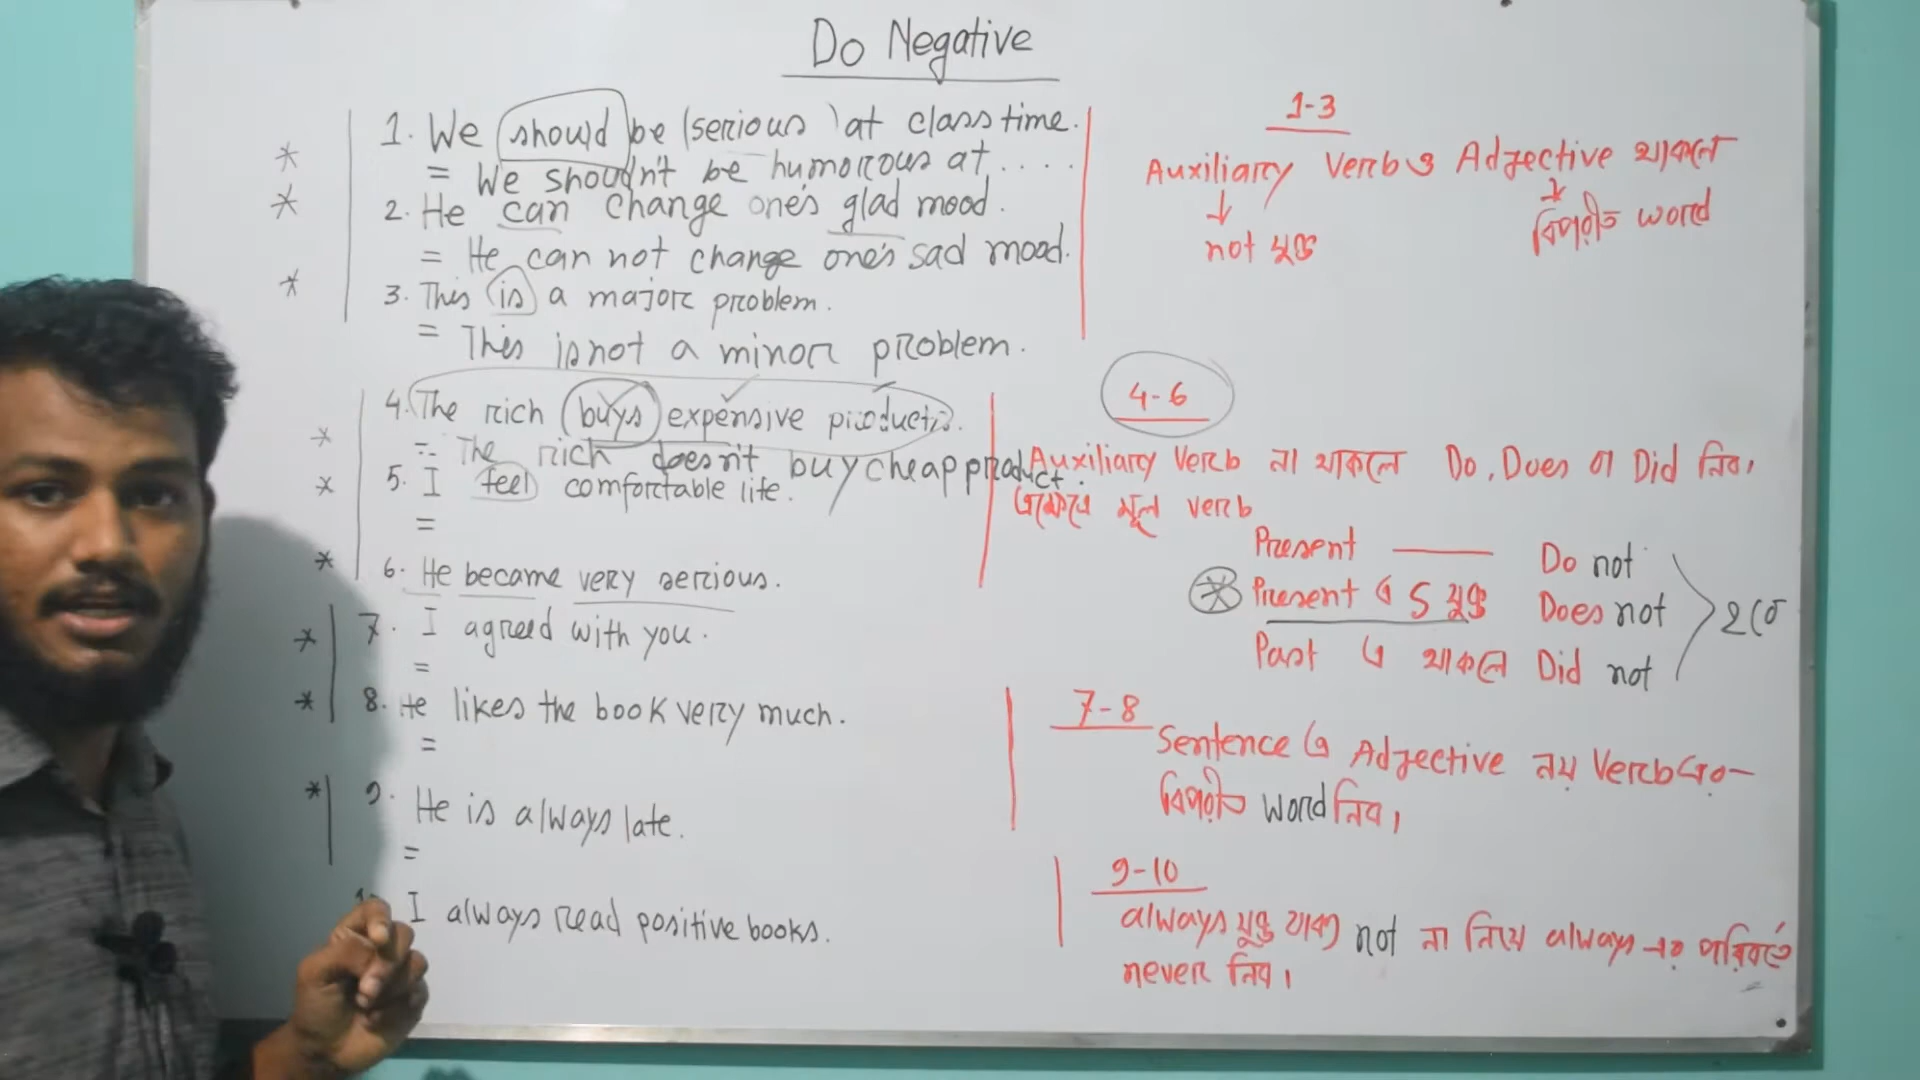 Do Negative
1. We should be (serious) at class time.
= We shouldn't be humorous at ....
2. He can change one's glad mood.
= He can not change one's sad mood.
3. This is a major problem.
= This is not a minor problem.
4. The rich buys expensive products.
= The rich doesn't buy cheap product.
5. I feel comfortable life.
=
6. He became very serious.
7. I agreed with you.
=
8. He likes the book very much.
=
9. He is always late.
=
I always read positive books.
1-3
Auxiliary Verb ও Adjective থাকলে
↓ ↓
not যুক্ত বিপরীত word
4-6
Auxiliary Verb না থাকলে Do, Does বা Did নিব।
এক্ষেত্রে মূল verb
Present — Do not
Present এ S যুক্ত Does not
Past এ থাকলে Did not
হবে
7-8
Sentence এ Adjective নয় Verb এর-
বিপরীত word নিব।
9-10
always যুক্ত থাকে not না নিয়ে always এর পরিবর্তে
never নিব।